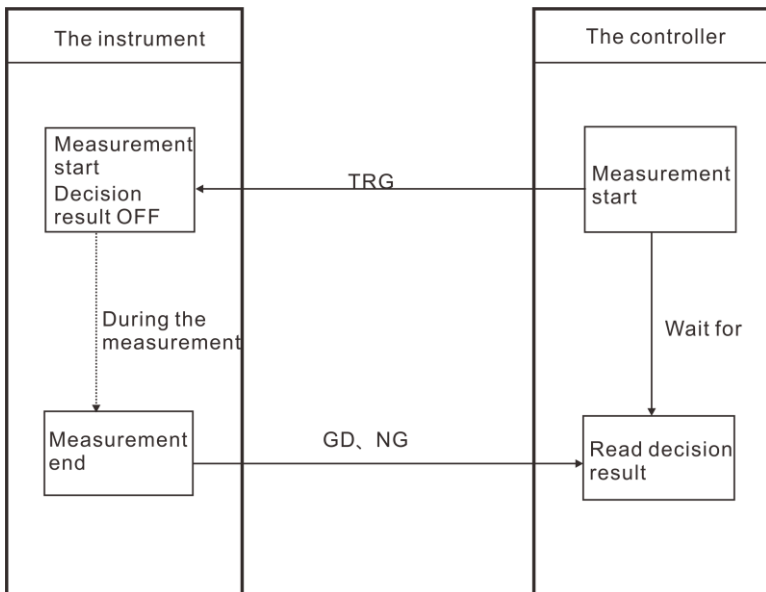 The instrument
The controller
Measurement
start
Decision
result OFF
TRG
Measurement
start
During the
measurement
Wait for
Measurement
end
GD、NG
Read decision
result